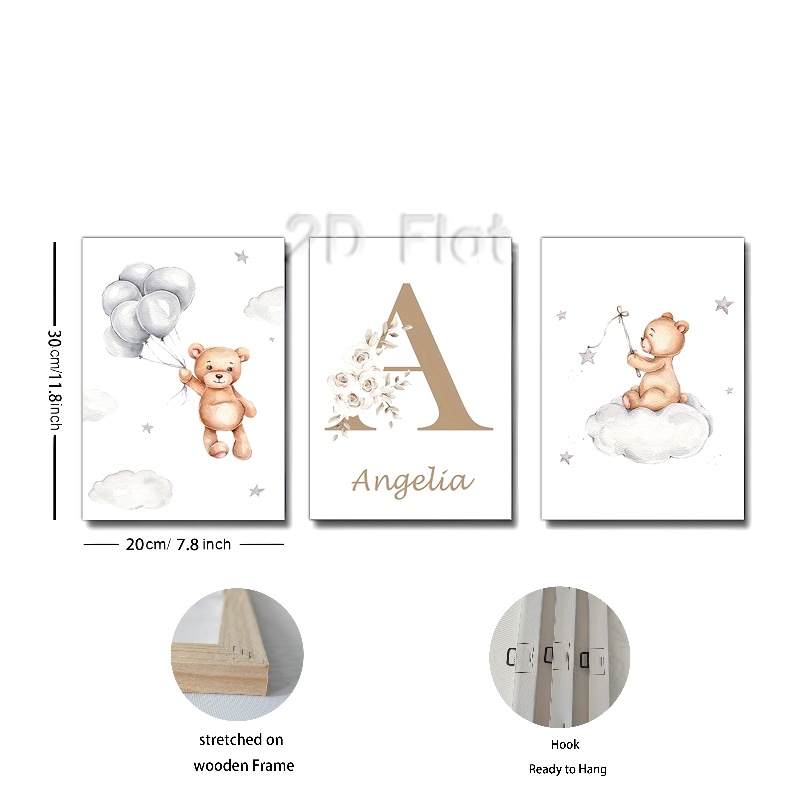 2D Flat
A
Angelia
30cm/11.8inch
20cm/ 7.8 inch
stretched on
wooden Frame
Hook
Ready to Hang